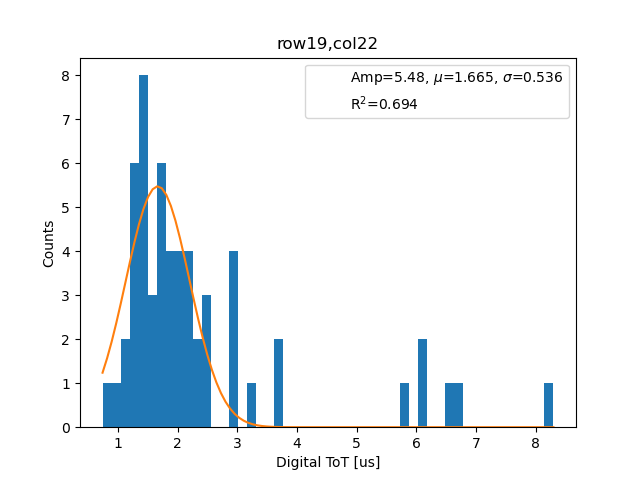 row19,col22
Amp=5.48, μ=1.665, σ=0.536
R²=0.694
8
7
6
5
4
3
2
1
0
Counts
1 2 3 4 5 6 7 8
Digital ToT [us]